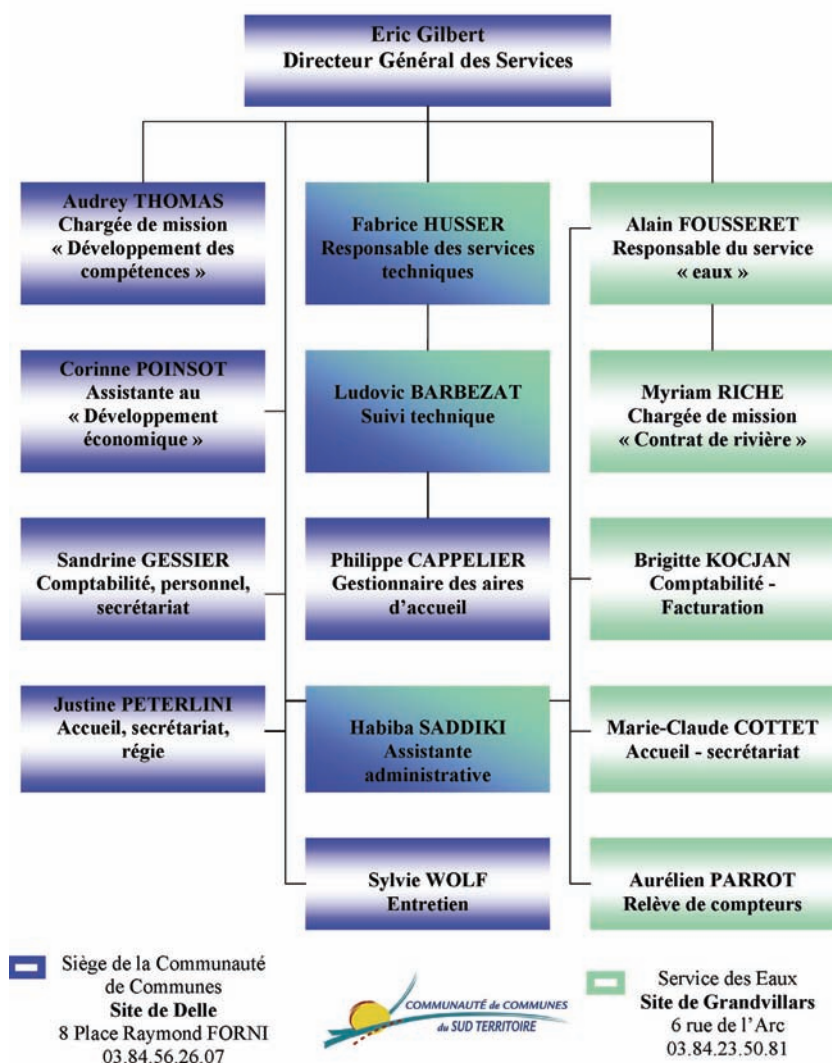 Eric Gilbert
Directeur Général des Services
Audrey THOMAS
Chargée de mission
« Développement des
compétences »
Fabrice HUSSER
Responsable des services
techniques
Alain FOUSSERET
Responsable du service
« eaux »
Corinne POINSOT
Assistante au
« Développement
économique »
Ludovic BARBEZAT
Suivi technique
Myriam RICHE
Chargée de mission
« Contrat de rivière »
Sandrine GESSIER
Comptabilité, personnel,
secrétariat
Philippe CAPPELIER
Gestionnaire des aires
d’accueil
Brigitte KOCJAN
Comptabilité -
Facturation
Justine PETERLINI
Accueil, secrétariat,
régie
Habiba SADDIKI
Assistante
administrative
Marie-Claude COTTET
Accueil - secrétariat
Sylvie WOLF
Entretien
Aurélien PARROT
Relève de compteurs
Siège de la Communauté
de Communes
Site de Delle
8 Place Raymond FORNI
03.84.56.26.07
COMMUNAUTÉ de COMMUNES
du SUD TERRITOIRE
Service des Eaux
Site de Grandvillars
6 rue de l’Arc
03.84.23.50.81